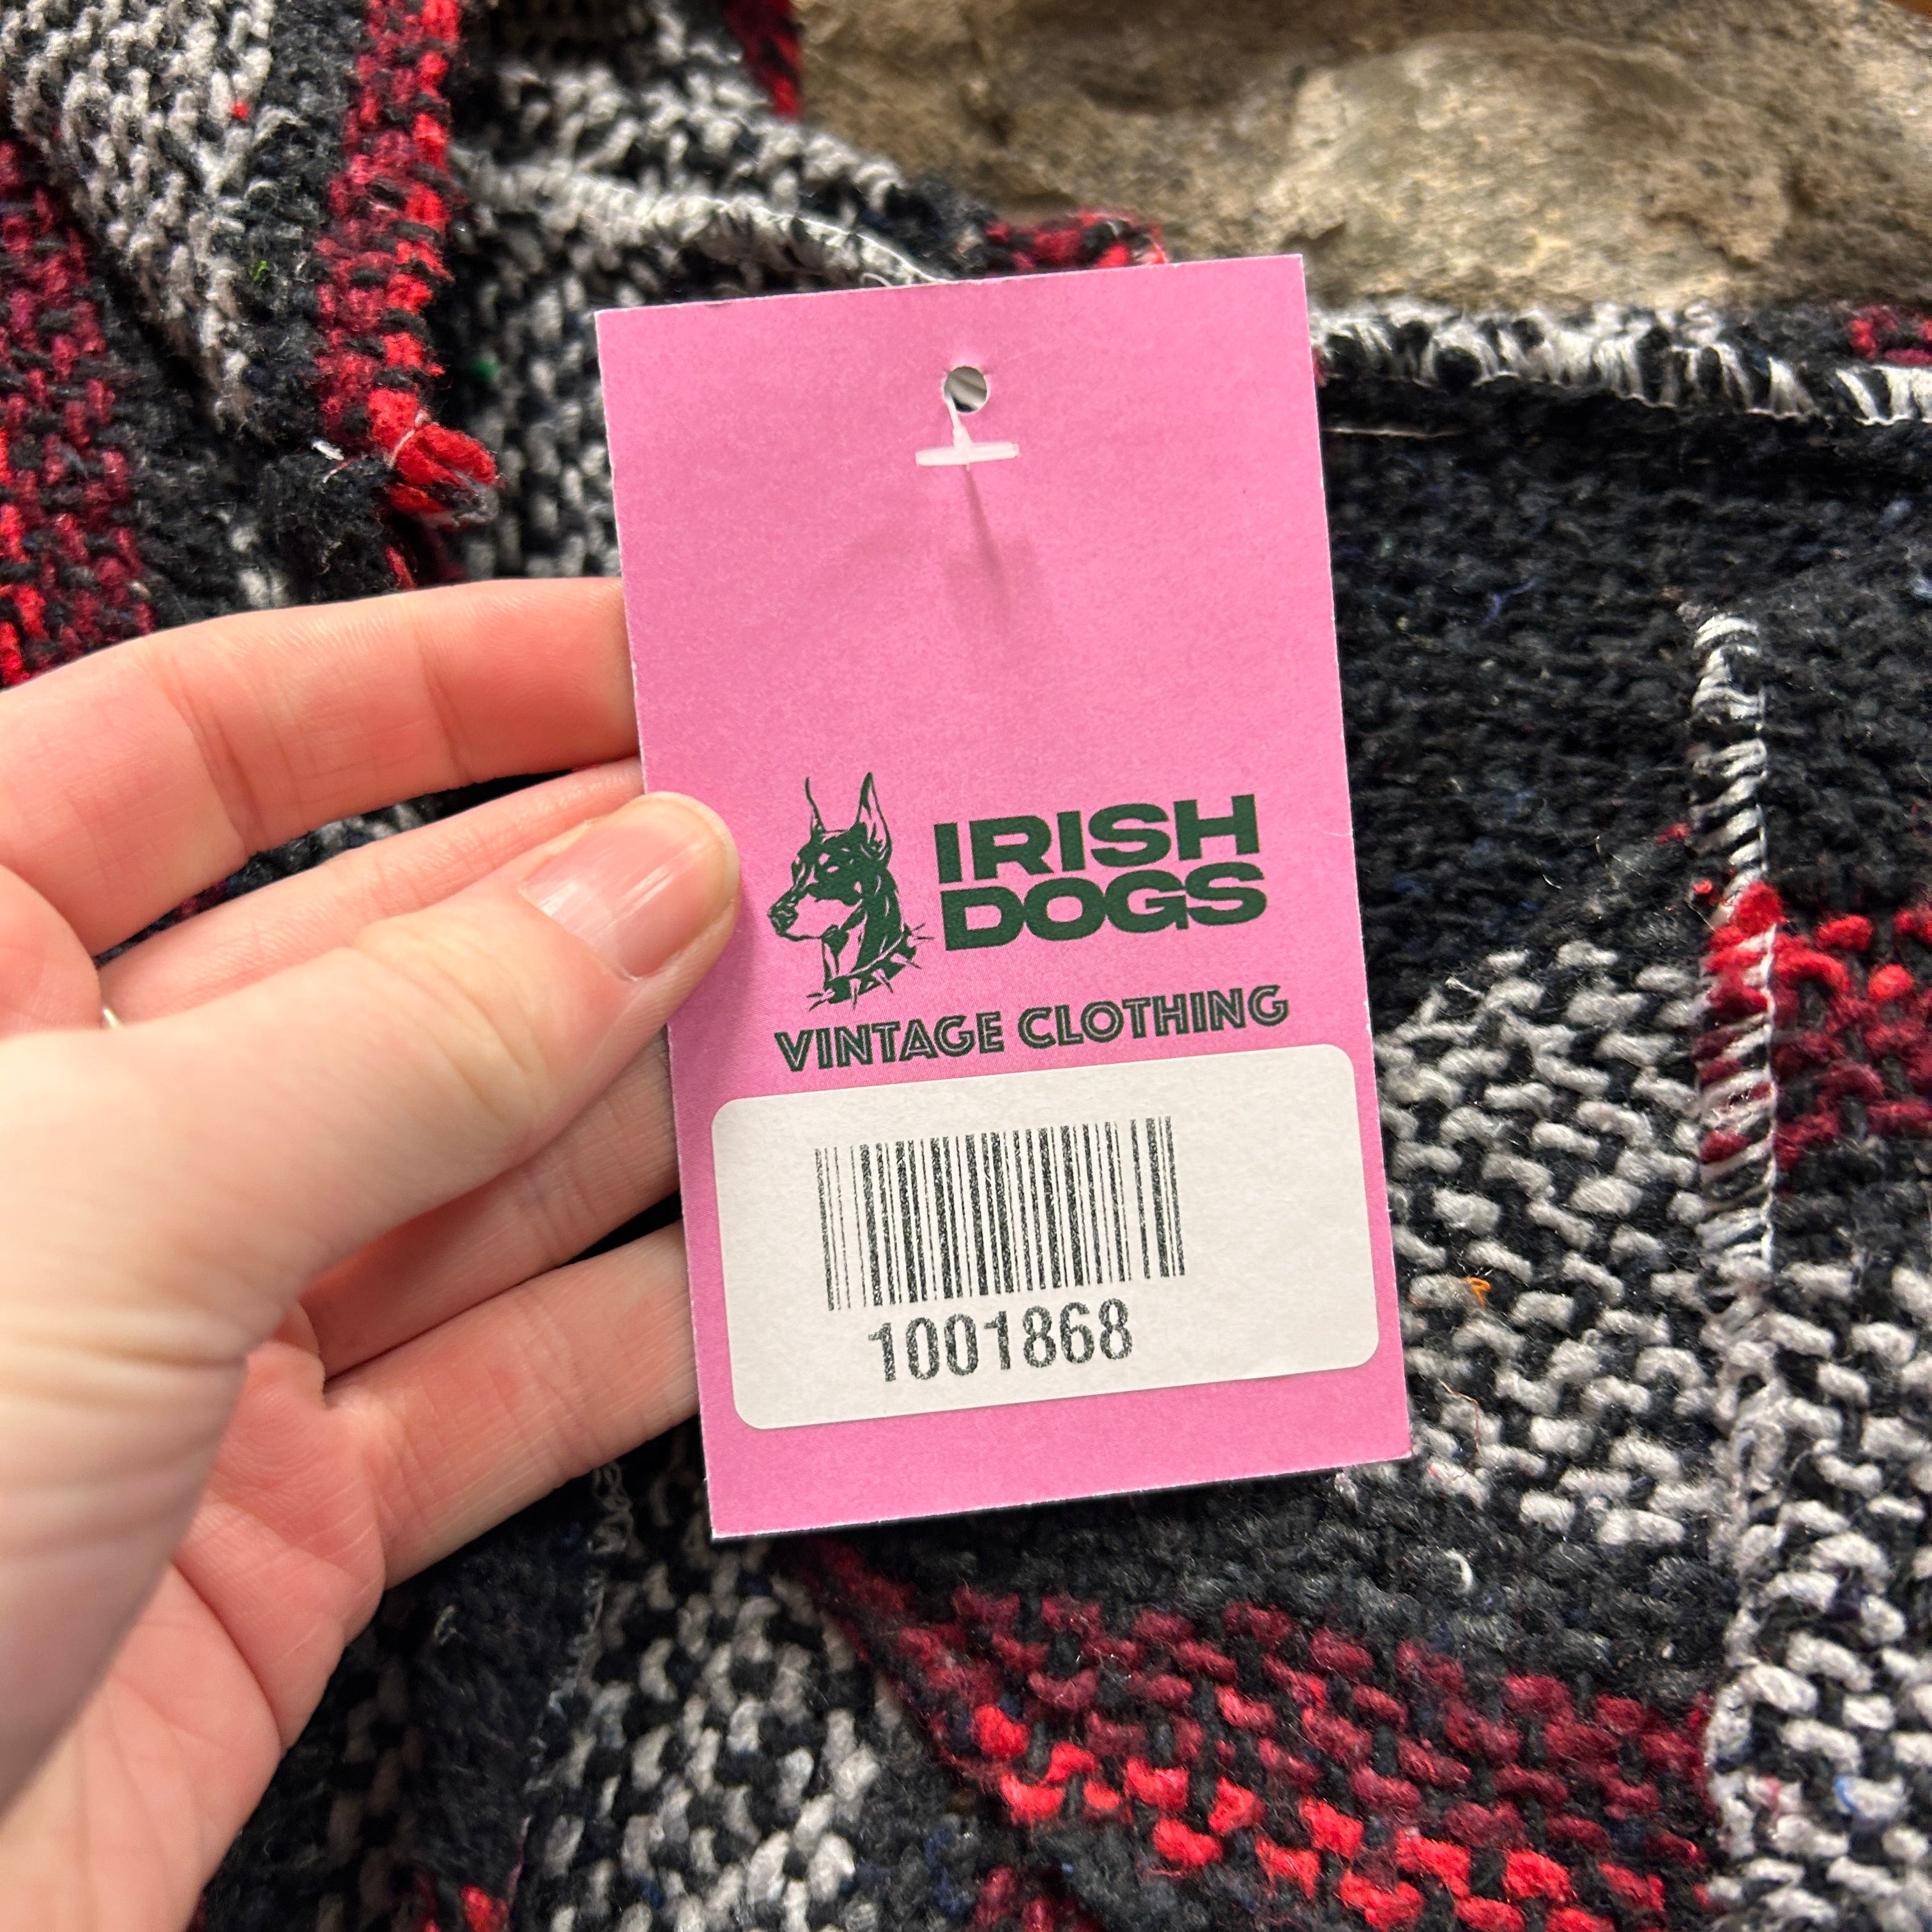 IRISH
DOGS
VINTAGE CLOTHING
1001868